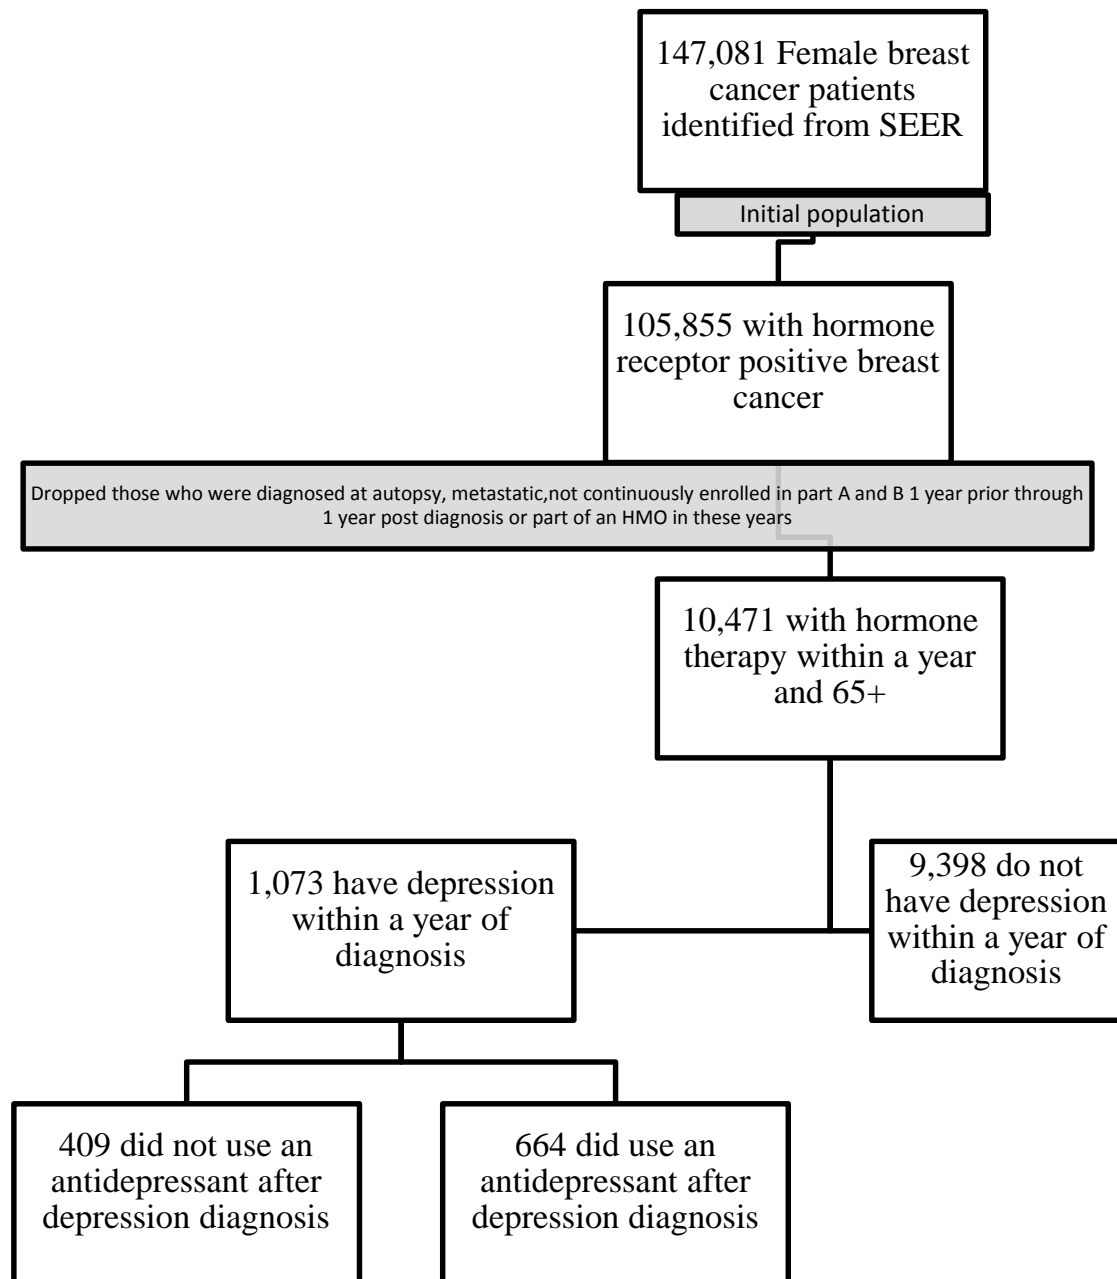 147,081 Female breast
cancer patients
identified from SEER
Initial population
105,855 with hormone
receptor positive breast
cancer
Dropped those who were diagnosed at autopsy, metastatic,not continuously enrolled in part A and B 1 year prior through
1 year post diagnosis or part of an HMO in these years
10,471 with hormone
therapy within a year
and 65+
1,073 have depression
within a year of
diagnosis
9,398 do not
have depression
within a year of
diagnosis
409 did not use an
antidepressant after
depression diagnosis
664 did use an
antidepressant after
depression diagnosis